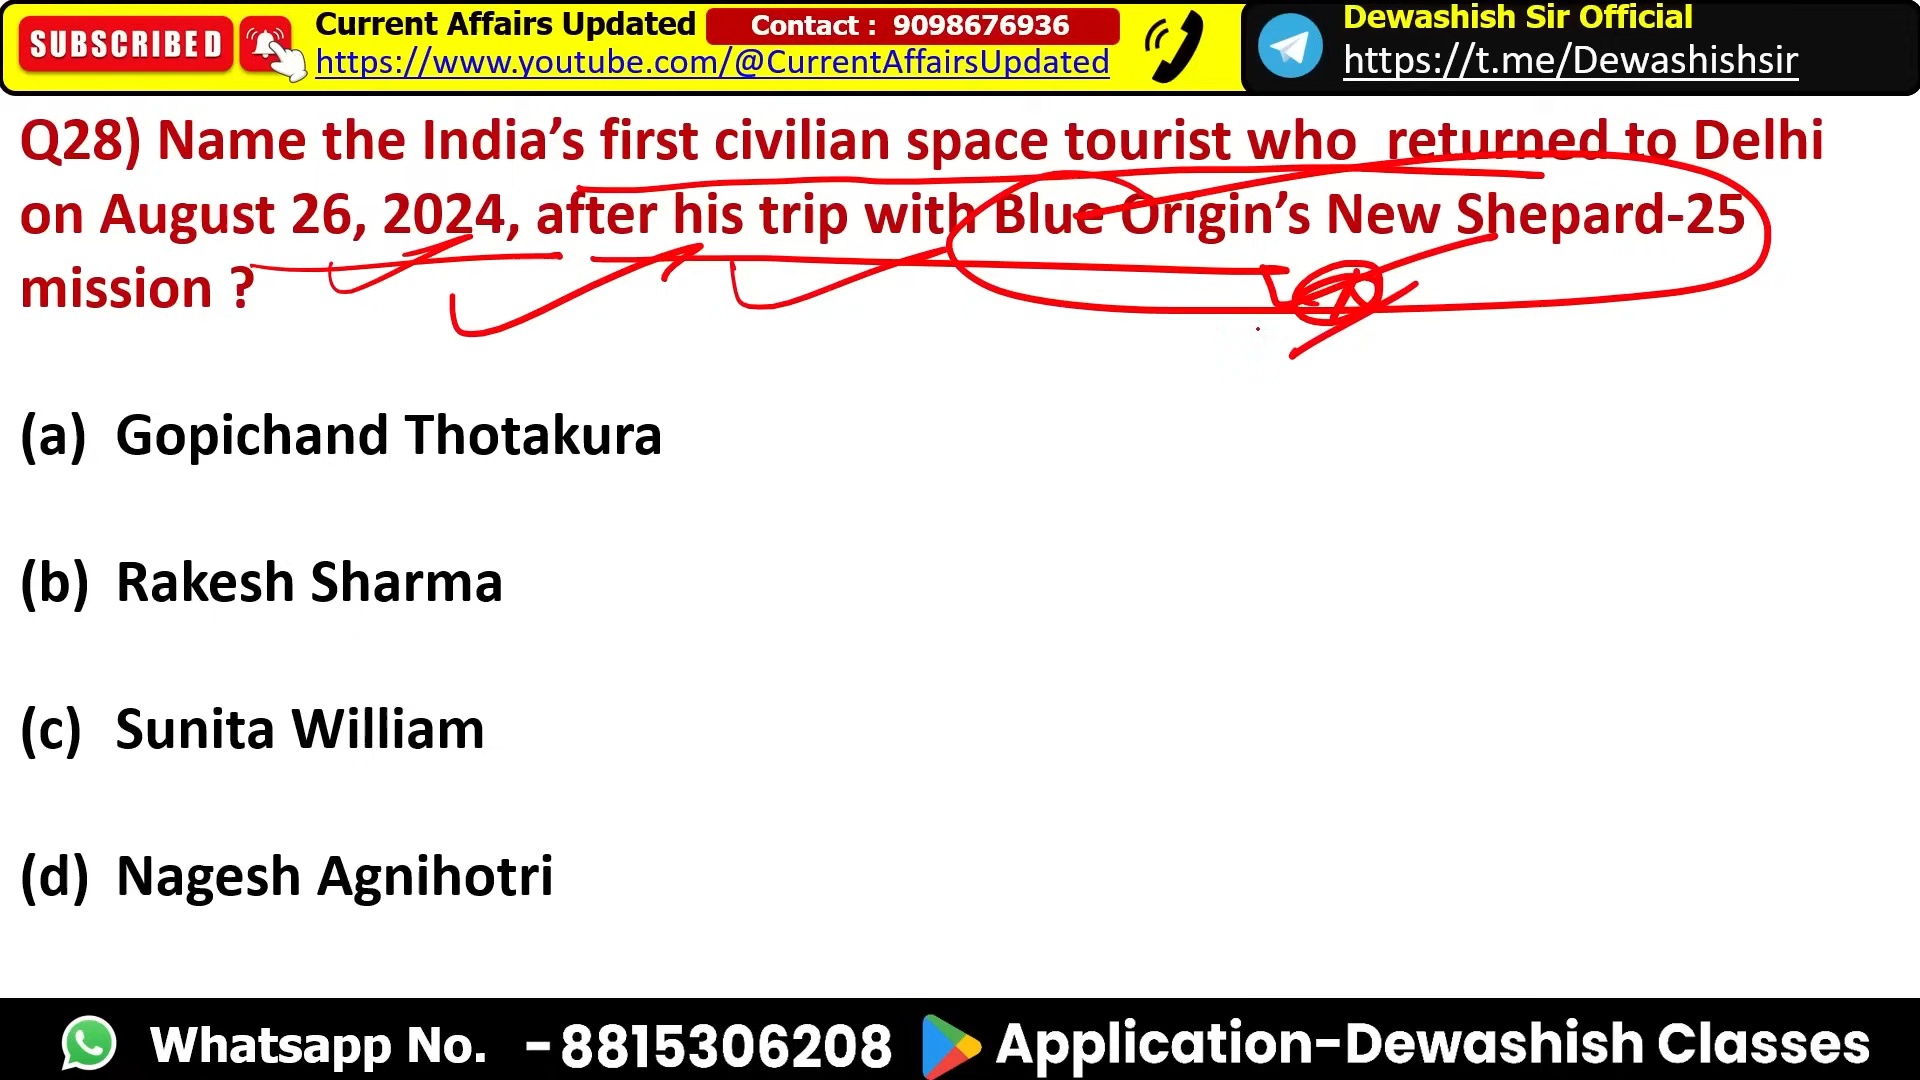 SUBSCRIBED
Current Affairs Updated
Contact : 9098676936
https://www.youtube.com/@CurrentAffairsUpdated
Dewashish Sir Official
https://t.me/Dewashishsir
Q28) Name the India’s first civilian space tourist who returned to Delhi
on August 26, 2024, after his trip with Blue Origin’s New Shepard-25
mission ?
(a) Gopichand Thotakura
(b) Rakesh Sharma
(c) Sunita William
(d) Nagesh Agnihotri
Whatsapp No. -8815306208
Application-Dewashish Classes